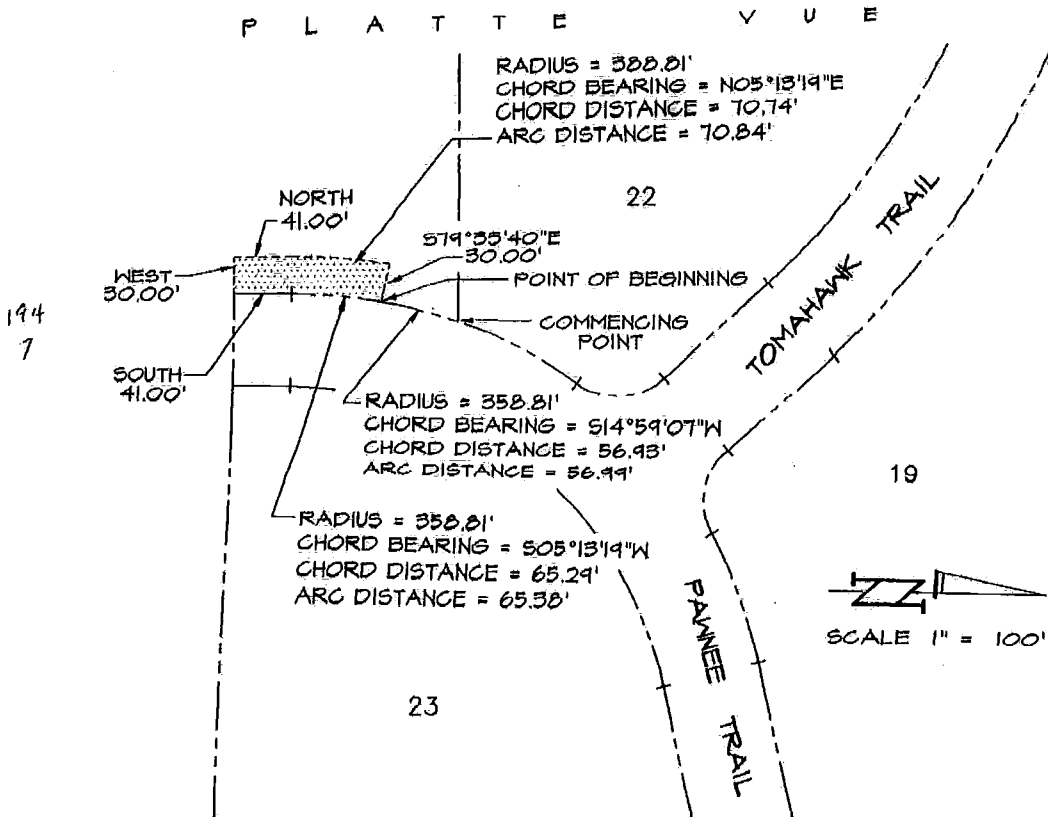 PLATTE VUE
RADIUS = 388.81'
CHORD BEARING = N05°13'19"E
CHORD DISTANCE = 70.74'
ARC DISTANCE = 70.84'
22
NORTH
41.00'
S79°33'40"E
30.00'
WEST
30.00'
POINT OF BEGINNING
COMMENCING
POINT
TOMAHAWK TRAIL
194
7
SOUTH
41.00'
RADIUS = 358.81'
CHORD BEARING = S14°59'07"W
CHORD DISTANCE = 56.93'
ARC DISTANCE = 56.99'
19
RADIUS = 358.81'
CHORD BEARING = S05°13'19"W
CHORD DISTANCE = 65.29'
ARC DISTANCE = 65.38'
PAWNEE TRAIL
SCALE 1" = 100'
23